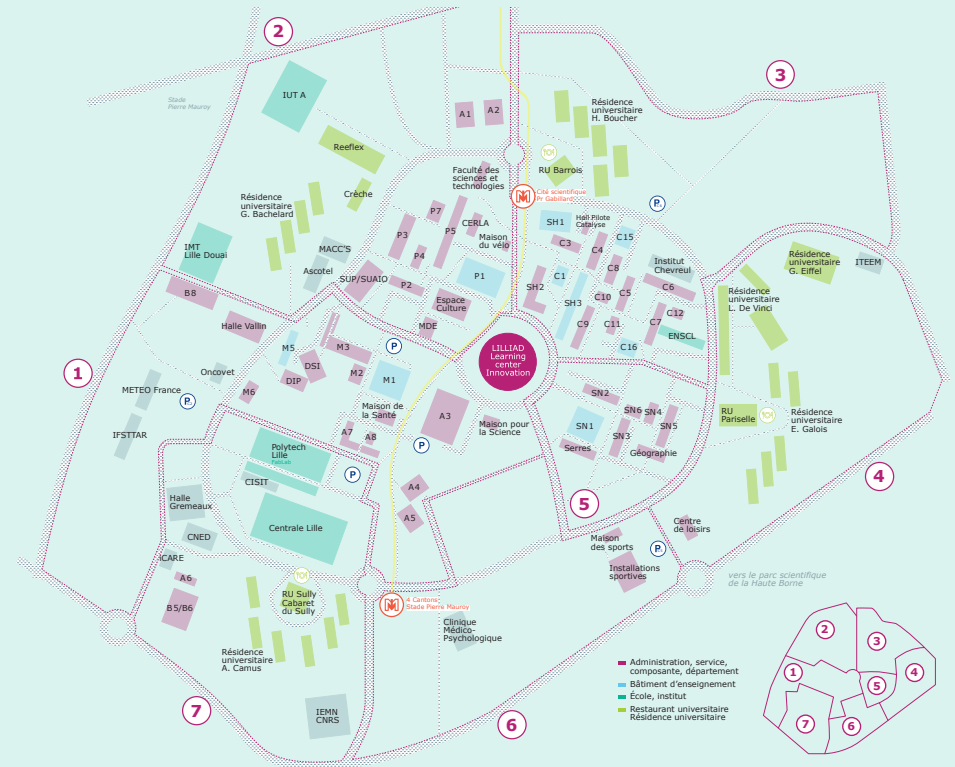 2
3
Stade
Pierre Mauroy
IUT A
A1
A2
Résidence
universitaire
H. Boucher
Reeflex
RU Barrois
Faculté des
sciences et
technologies
Crèche
Cité scientifique
Pr Gabillard
P
Résidence
universitaire
G. Bachelard
P7
CERLA
SH1
Hall Pilote
Catalyse
C15
P3
P5
Maison
du vélo
C3
C4
IMT
Lille Douai
MACC'S
P4
C8
Institut
Chevreul
Résidence
universitaire
G. Eiffel
ITEEM
Ascotel
SUP/SUAIO
P2
P1
SH2
C1
C5
C6
B8
Espace
Culture
SH3
C10
Résidence
universitaire
L. De Vinci
Halle Vallin
MDE
C9
C11
C7
C12
ENSCL
M5
M3
P
LILLIAD
Learning
center
Innovation
C16
1
Oncovet
DSI
M2
M1
METEO France
DIP
M6
SN2
P
Maison de
la Santé
A3
Maison pour
la Science
SN6
SN4
RU
Pariselle
Résidence
universitaire
E. Galois
IFSTTAR
A7
A8
P
SN1
SN3
SN5
Polytech
Lille
FabLab
Serres
Géographie
P
CISIT
A4
4
Halle
Gremeaux
5
Centrale Lille
A5
CNED
Maison
des sports
Centre
de loisirs
P
iCARE
A6
Installations
sportives
vers le parc scientifique
de la Haute Borne
B5/B6
RU Sully
Cabaret
du Sully
4 Cantons
Stade Pierre Mauroy
Clinique
Médico-
Psychologique
Résidence
universitaire
A. Camus
7
IEMN
CNRS
6
Administration, service,
composante, département
Bâtiment d'enseignement
École, institut
Restaurant universitaire
Résidence universitaire
2
3
1
4
5
7
6